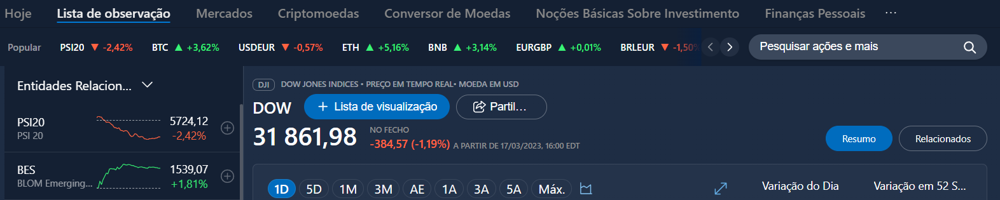 Hoje Lista de observação Mercados Criptomoedas Conversor de Moedas Noções Básicas Sobre Investimento Finanças Pessoais ...
Popular PSI20 ▼ -2,42% BTC ▲ +3,62% USDEUR ▼ -0,57% ETH ▲ +5,16% BNB ▲ +3,14% EURGBP ▲ +0,01% BRLEUR ▼ -1,50% Pesquisar ações e mais
Entidades Relacion...
PSI20 5724,12
PSI 20 -2,42%
BES 1539,07
BLOM Emerging... +1,81%
DJI DOW JONES INDICES • PREÇO EM TEMPO REAL• MOEDA EM USD
DOW + Lista de visualização Partil...
31 861,98 NO FECHO
-384,57 (-1,19%) A PARTIR DE 17/03/2023, 16:00 EDT
Resumo Relacionados
1D 5D 1M 3M AE 1A 3A 5A Máx. Variação do Dia Variação em 52 S...